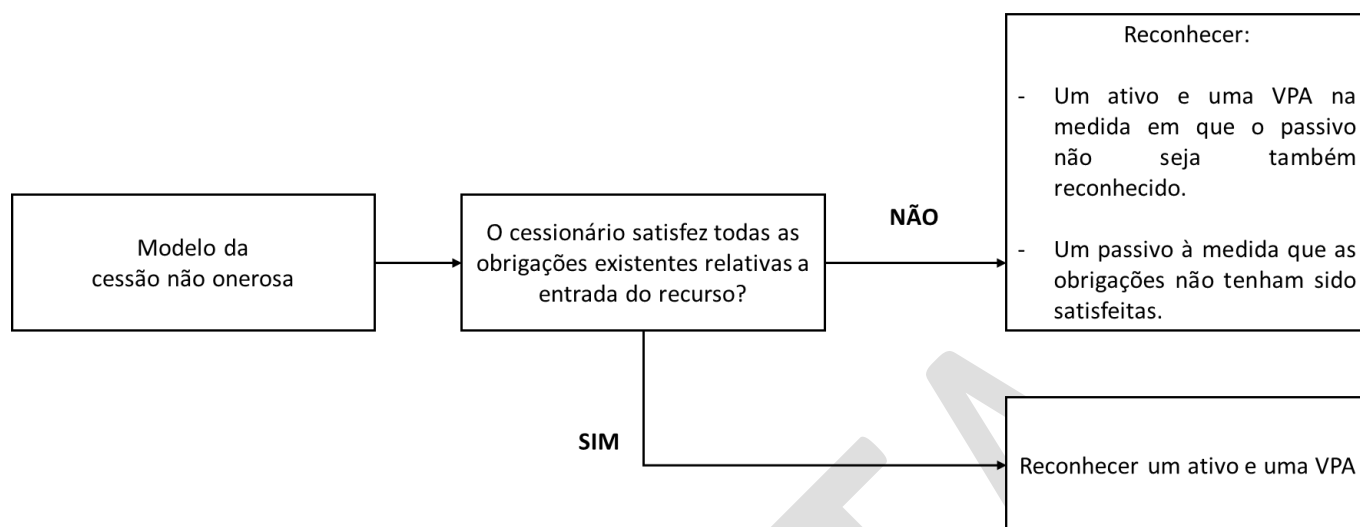 Modelo da
cessão não onerosa
O cessionário satisfez todas as
obrigações existentes relativas a
entrada do recurso?
NÃO
Reconhecer:
- Um ativo e uma VPA na
medida em que o passivo
não seja também
reconhecido.
- Um passivo à medida que as
obrigações não tenham sido
satisfeitas.
SIM
Reconhecer um ativo e uma VPA
TA